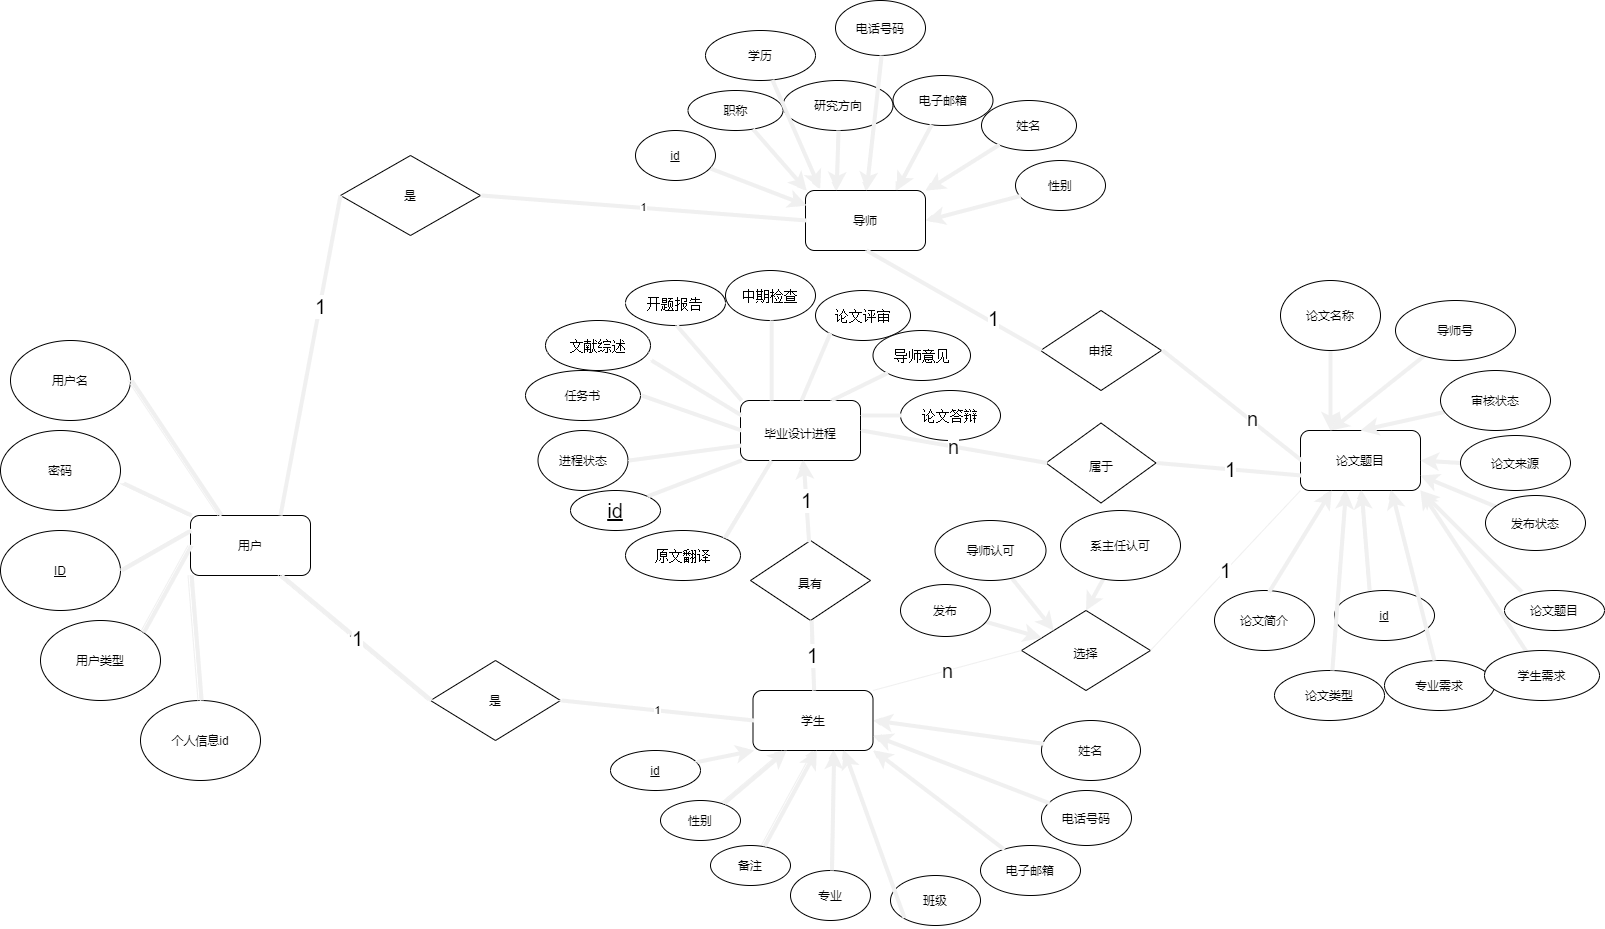 电话号码
学历
职称
研究方向
电子邮箱
姓名
id
性别
是
1
导师
1
开题报告
中期检查
论文评审
文献综述
导师意见
任务书
论文答辩
毕业设计进程
n
进程状态
id
原文翻译
1
申报
n
论文名称
导师号
审核状态
论文来源
发布状态
论文题目
属于
1
用户名
密码
ID
用户类型
个人信息id
用户
1
是
1
具有
1
导师认可
系主任认可
发布
选择
n
1
论文简介
id
论文题目
论文类型
专业需求
学生需求
学生
id
性别
备注
专业
班级
电子邮箱
电话号码
姓名